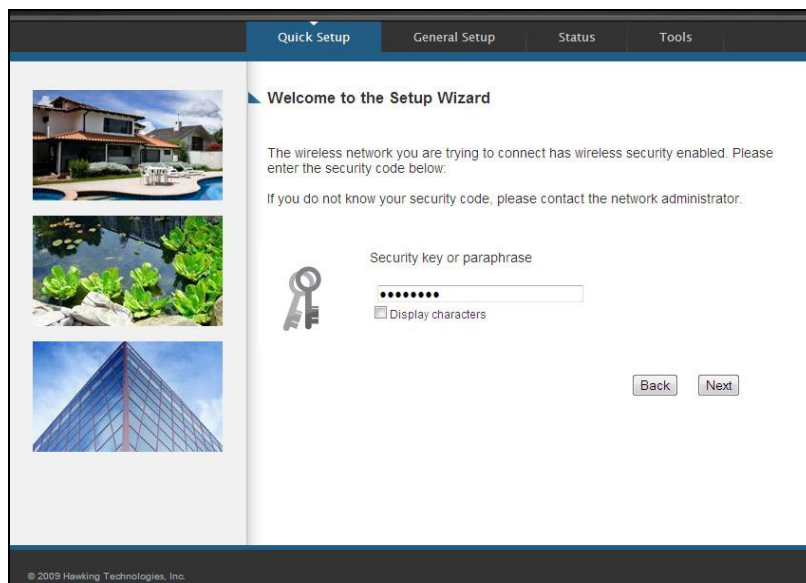 Quick Setup General Setup Status Tools
Welcome to the Setup Wizard
The wireless network you are trying to connect has wireless security enabled. Please
enter the security code below:
If you do not know your security code, please contact the network administrator.
Security key or paraphrase
••••••••
Display characters
Back Next
© 2009 Hawking Technologies, Inc.